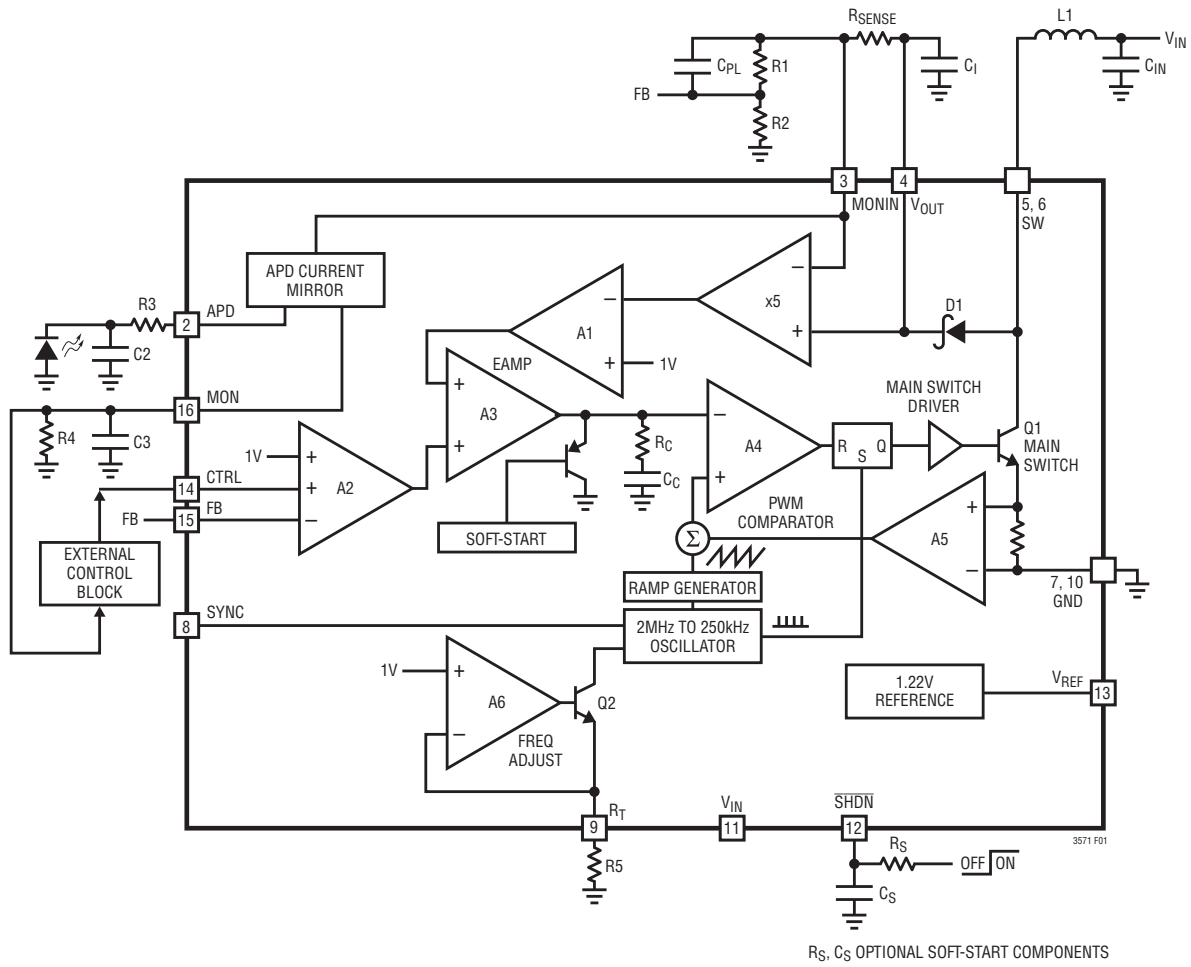 RSENSE
L1
VIN
CPL
R1
CI
CIN
FB
R2
3
4
MONIN
VOUT
5, 6
SW
APD CURRENT
MIRROR
−
x5
+
D1
R3
2
APD
C2
−
A1
+
1V
EAMP
+
A3
+
MON
16
R4
C3
1V
+
CTRL
14
+
A2
FB
15
FB
−
EXTERNAL
CONTROL
BLOCK
SOFT-START
RC
CC
−
A4
+
PWM
COMPARATOR
R
S
Q
MAIN SWITCH
DRIVER
Q1
MAIN
SWITCH
+
A5
−
7, 10
GND
Σ
RAMP GENERATOR
SYNC
8
2MHz TO 250kHz
OSCILLATOR
1V
+
A6
−
Q2
FREQ
ADJUST
1.22V
REFERENCE
VREF
13
RT
9
R5
VIN
11
SHDN
12
3571 F01
RS
OFF ON
CS
RS, CS OPTIONAL SOFT-START COMPONENTS